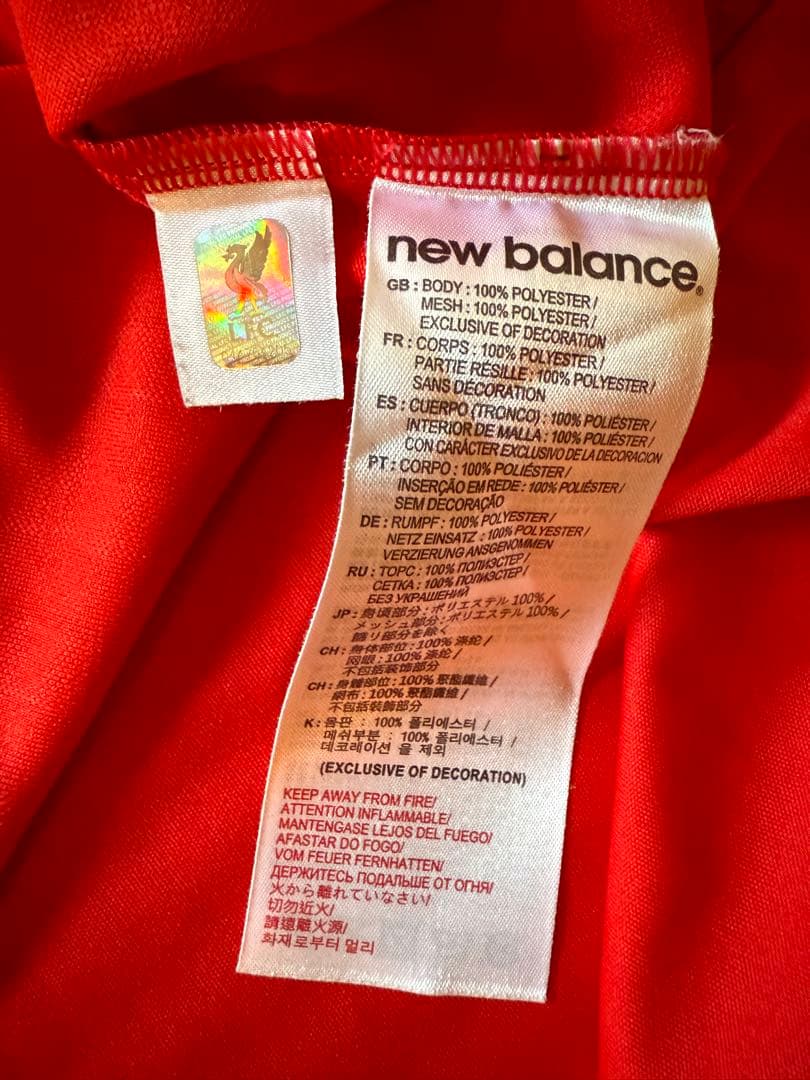 LFC
new balance®
GB : BODY : 100% POLYESTER /
MESH : 100% POLYESTER /
EXCLUSIVE OF DECORATION
FR : CORPS : 100% POLYESTER /
PARTIE RÉSILLE : 100% POLYESTER /
SANS DÉCORATION
ES : CUERPO (TRONCO) : 100% POLIÉSTER /
INTERIOR DE MALLA : 100% POLIÉSTER /
CON CARÁCTER EXCLUSIVO DE LA DECORACION
PT : CORPO : 100% POLIÉSTER /
INSERÇÃO EM REDE : 100% POLIÉSTER /
SEM DECORAÇÃO
DE : RUMPF : 100% POLYESTER /
NETZ EINSATZ : 100% POLYESTER /
VERZIERUNG ANSGENOMMEN
RU : ТОРС : 100% ПОЛИЭСТЕР /
СЕТКА : 100% ПОЛИЭСТЕР /
БЕЗ УКРАШЕНИЙ
JP : 身頃部分 : ポリエステル 100% /
メッシュ部分 : ポリエステル 100% /
飾り部分を除く
CH : 身体部位 : 100% 涤纶 /
网眼 : 100% 涤纶 /
不包括装饰部分
CH : 身體部位 : 100% 聚酯纖維 /
網布 : 100% 聚酯纖維 /
不包括裝飾部分
K : 몸판 : 100% 폴리에스터 /
메쉬부분 : 100% 폴리에스터 /
데코레이션 을 제외
(EXCLUSIVE OF DECORATION)
KEEP AWAY FROM FIRE/
ATTENTION INFLAMMABLE/
MANTENGASE LEJOS DEL FUEGO/
AFASTAR DO FOGO/
VOM FEUER FERNHATTEN/
ДЕРЖИТЕСЬ ПОДАЛЬШЕ ОТ ОГНЯ/
火から離れていなさい/
切勿近火/
請遠離火源/
화재로부터 멀리